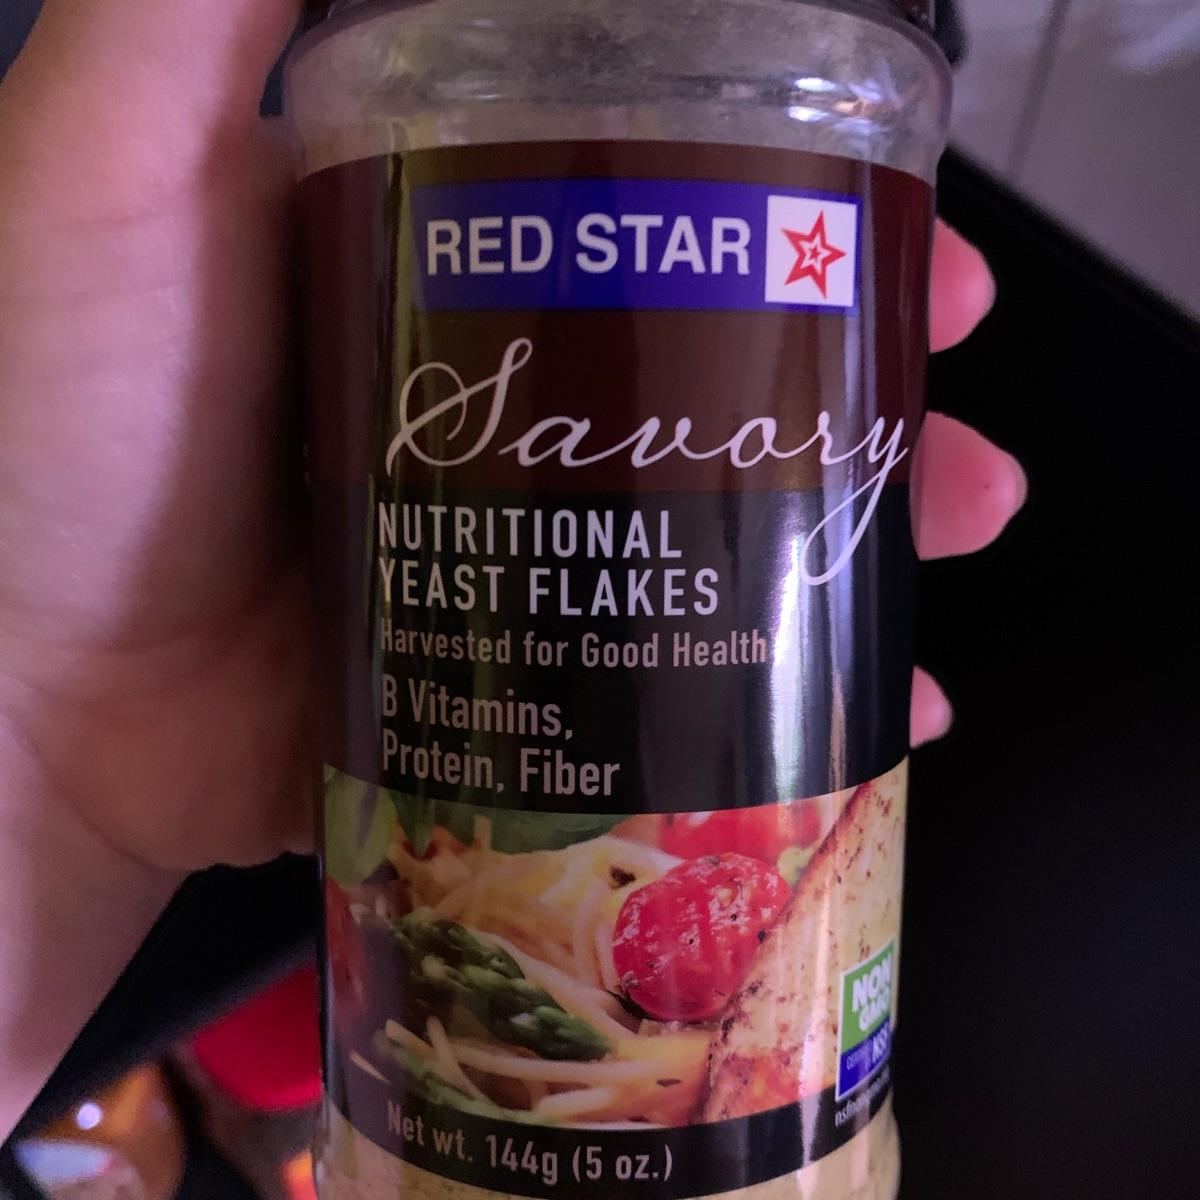 RED STAR
Savory
NUTRITIONAL
YEAST FLAKES
Harvested for Good Health
B Vitamins,
Protein, Fiber
NON
GMO
NSF
Net wt. 144g (5 oz.)